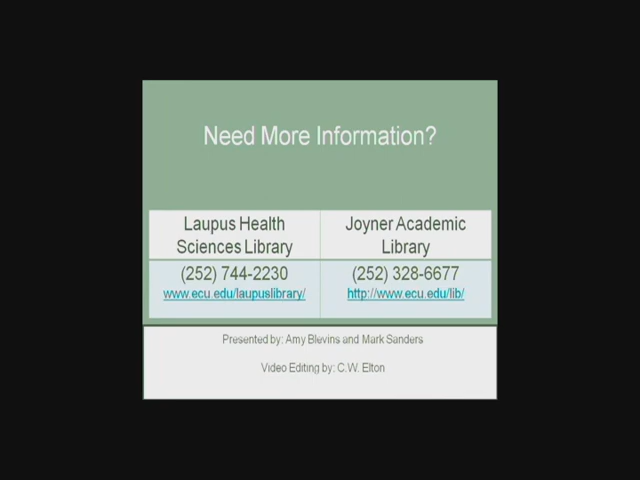 Need More Information?
Laupus Health
Sciences Library
Joyner Academic
Library
(252) 744-2230
www.ecu.edu/laupuslibrary/
(252) 328-6677
http://www.ecu.edu/lib/
Presented by: Amy Blevins and Mark Sanders
Video Editing by: C.W. Elton